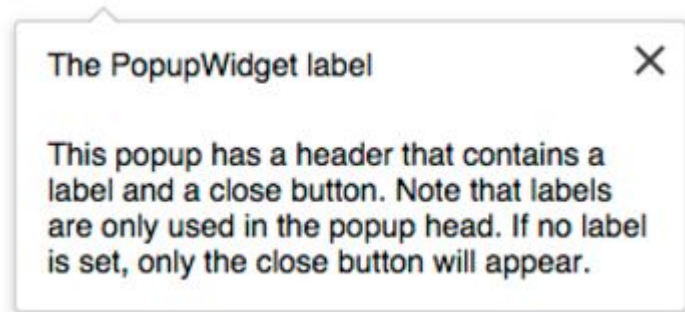 The PopupWidget label
This popup has a header that contains a
label and a close button. Note that labels
are only used in the popup head. If no label
is set, only the close button will appear.